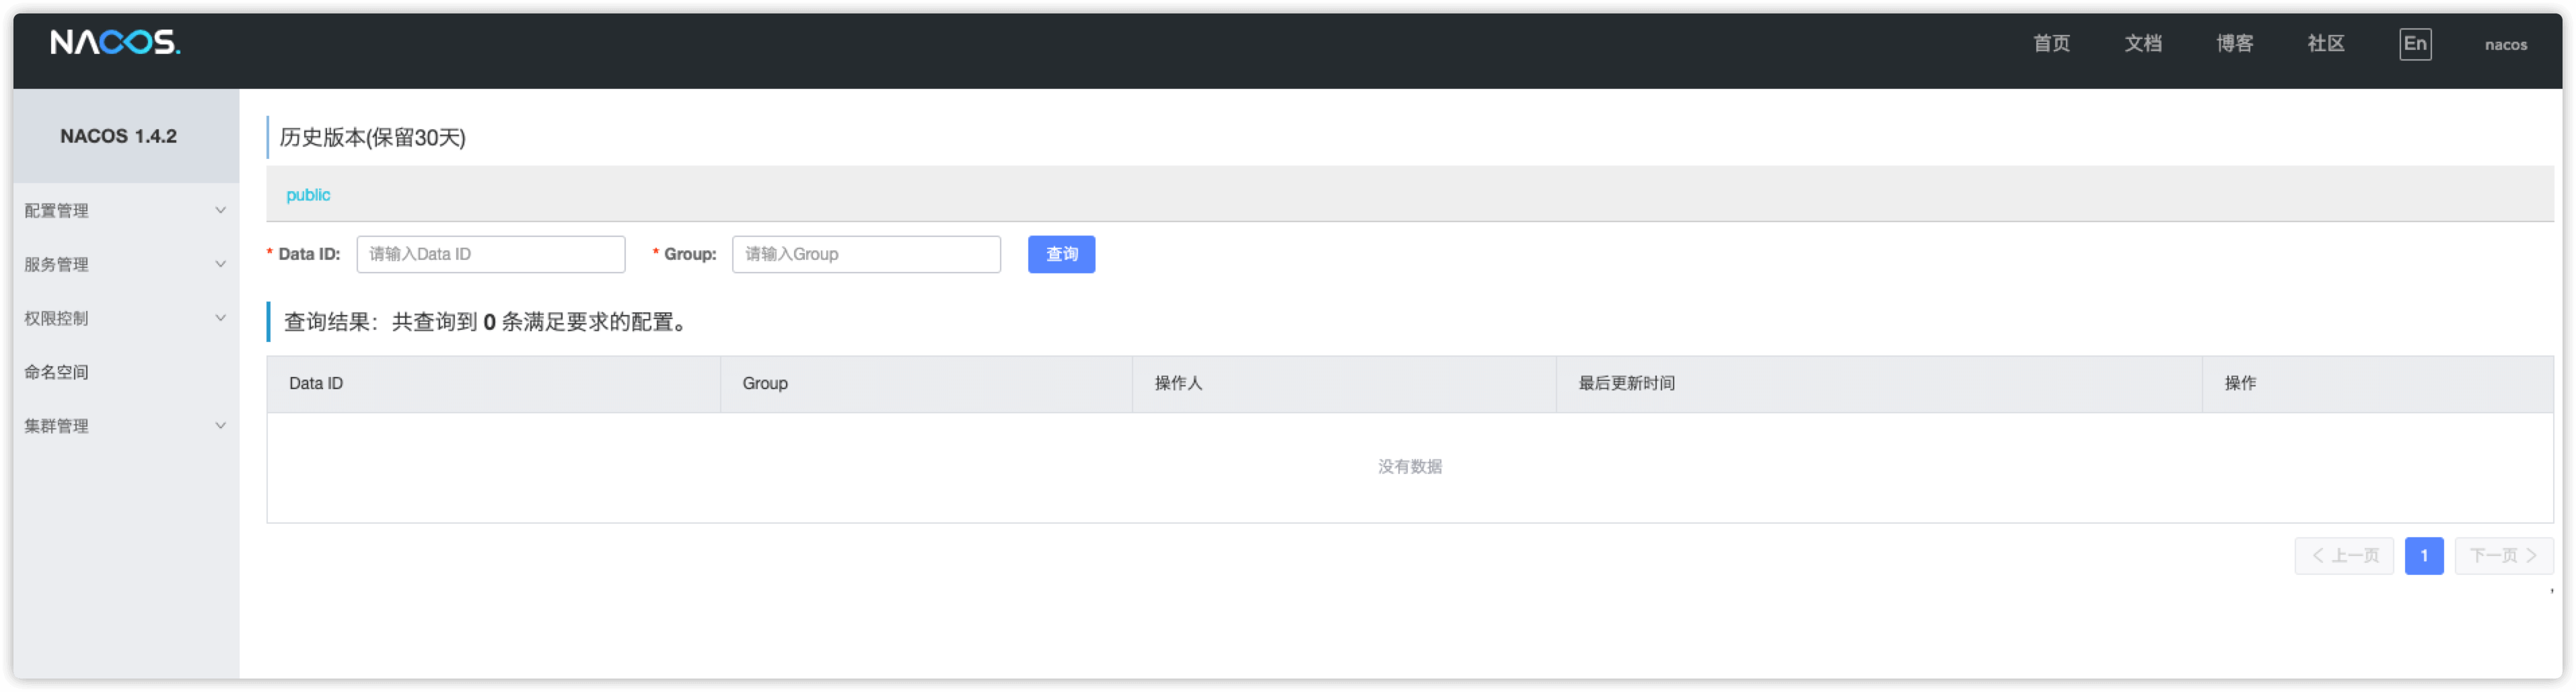 NACOS.
首页 文档 博客 社区 En nacos
NACOS 1.4.2
配置管理
服务管理
权限控制
命名空间
集群管理
历史版本(保留30天)
public
* Data ID: 请输入Data ID * Group: 请输入Group 查询
查询结果：共查询到 0 条满足要求的配置。
Data ID Group 操作人 最后更新时间 操作
没有数据
上一页 1 下一页
,